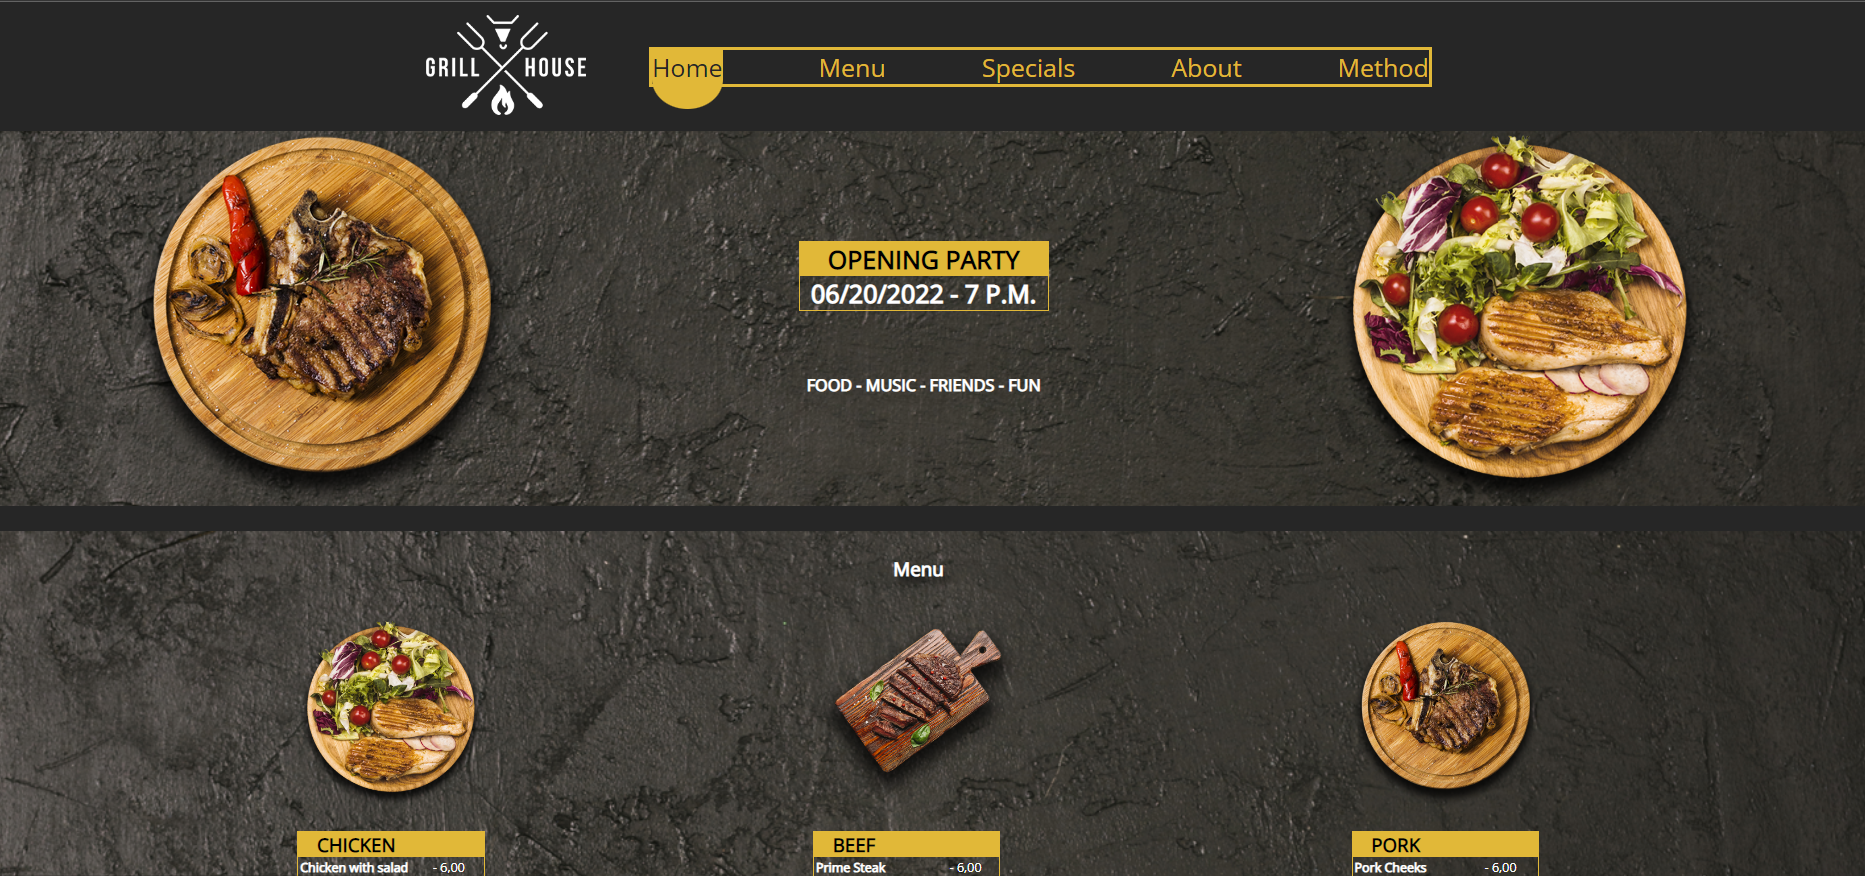 GRILL HOUSE
Home Menu Specials About Method
OPENING PARTY
06/20/2022 - 7 P.M.
FOOD - MUSIC - FRIENDS - FUN
Menu
CHICKEN
Chicken with salad - 6,00
BEEF
Prime Steak - 6,00
PORK
Pork Cheeks - 6,00